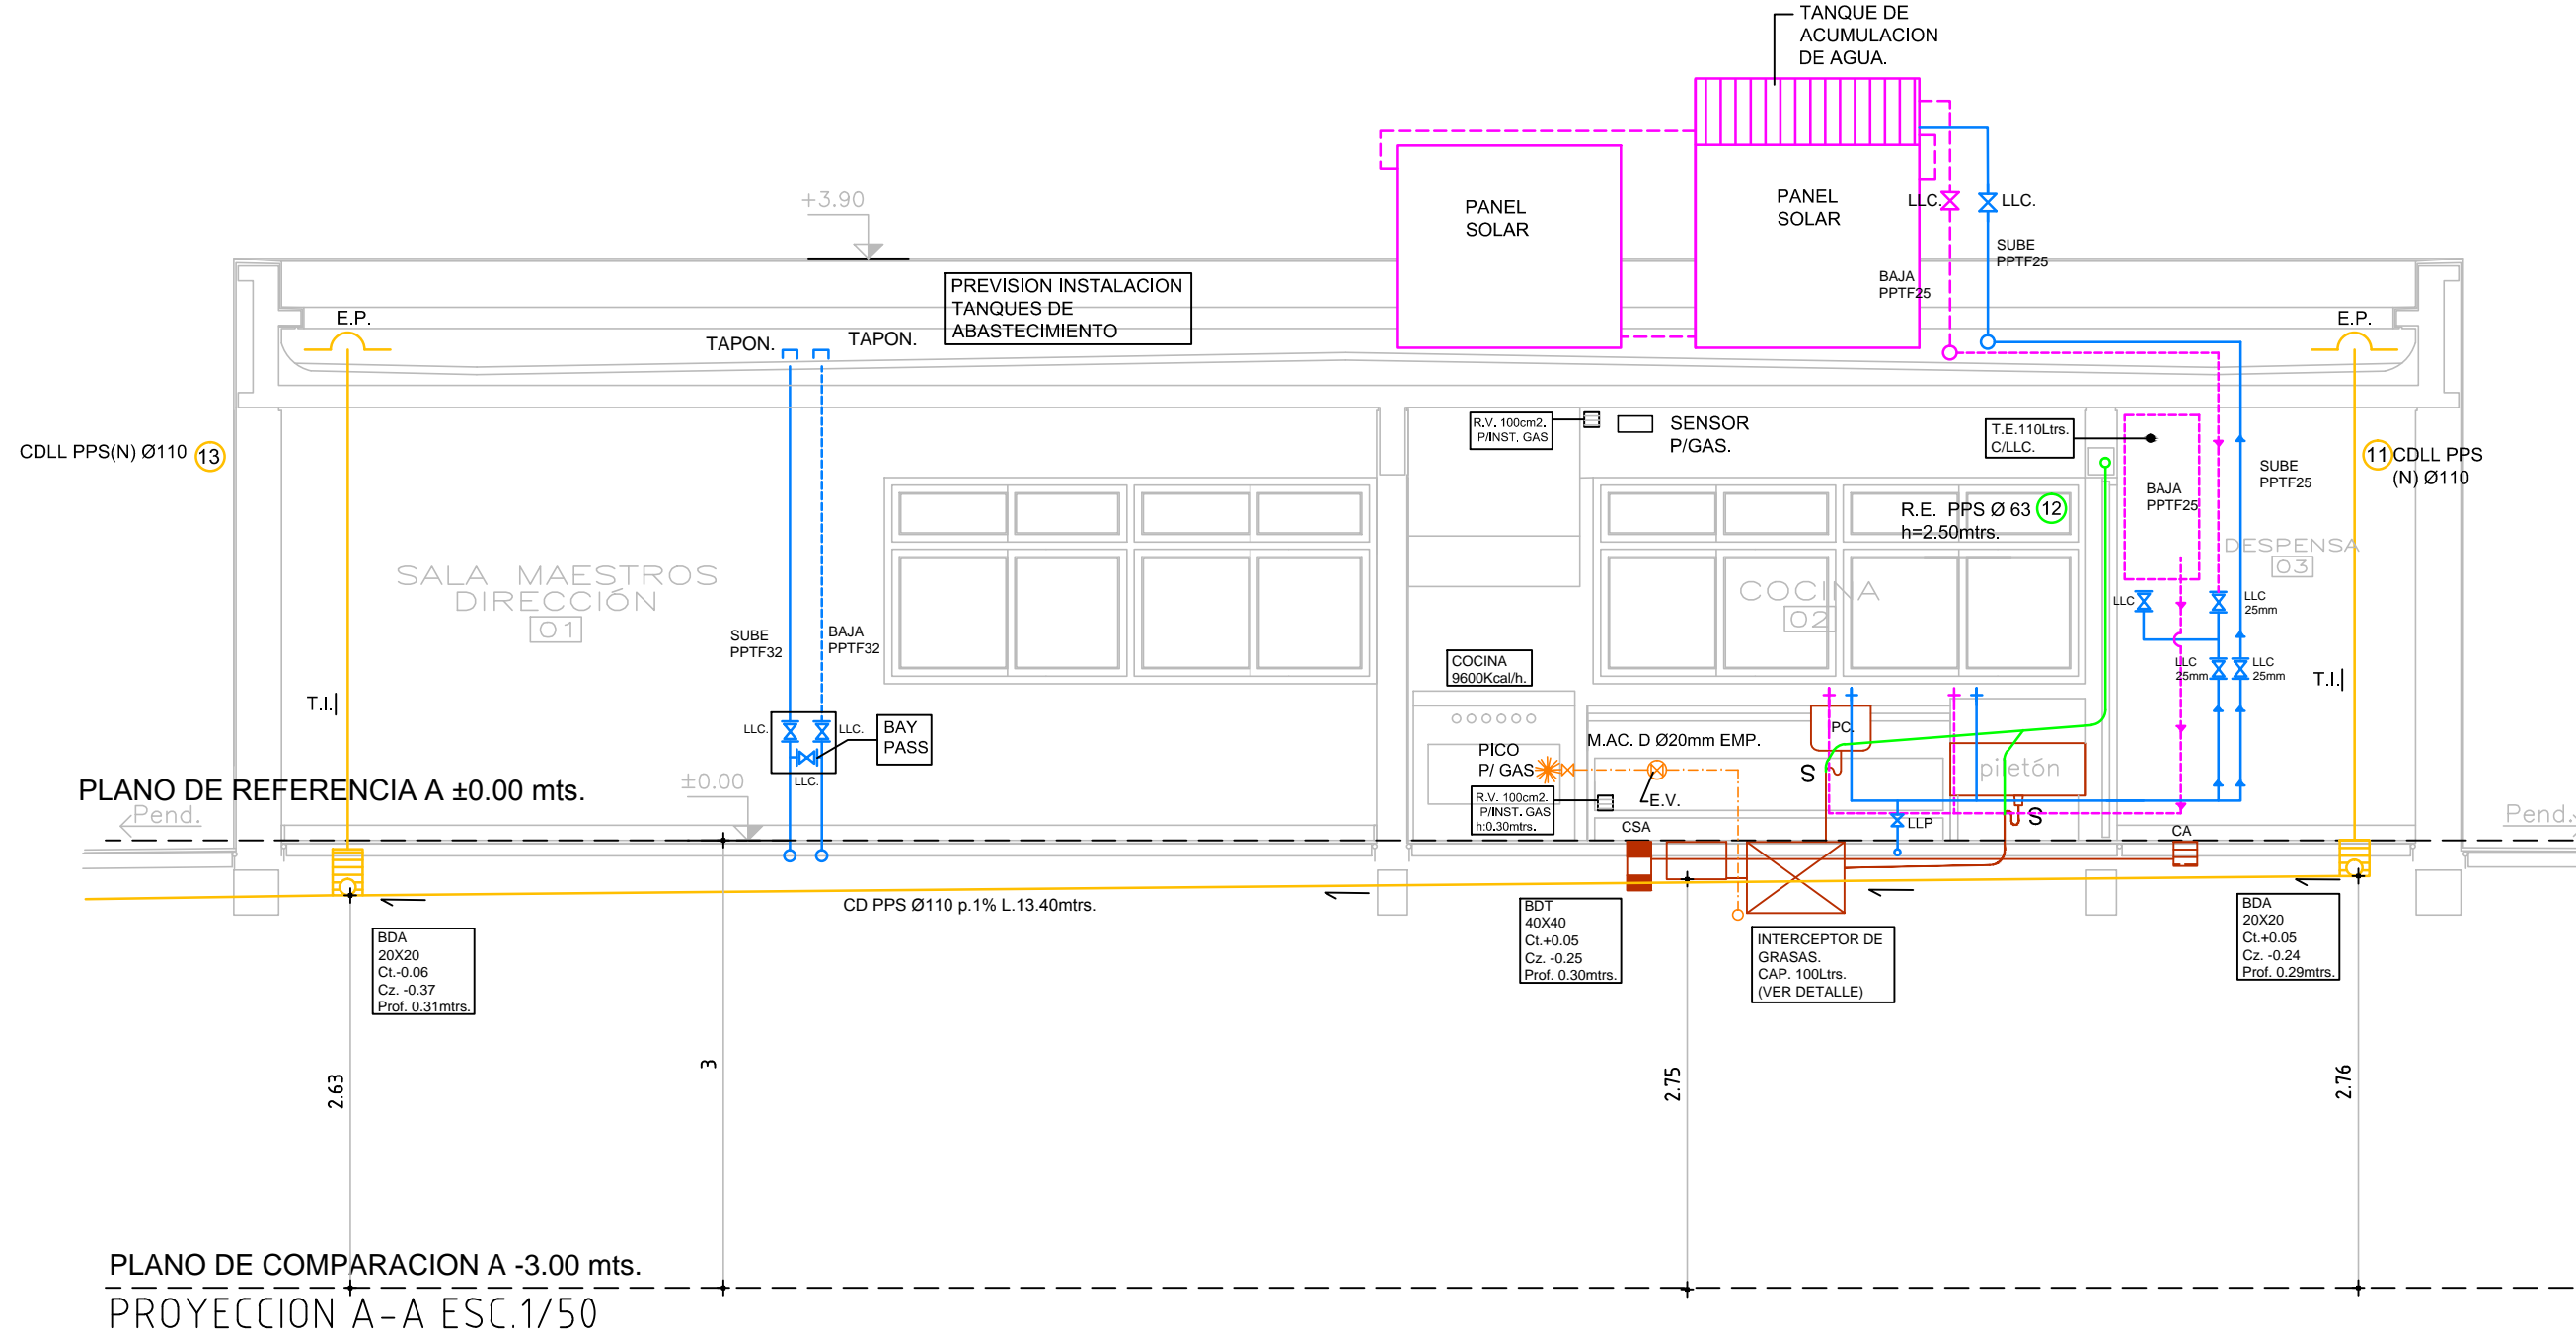 TANQUE DE
ACUMULACION
DE AGUA.
+3.90
PANEL
SOLAR
PANEL
SOLAR
LLC.
LLC.
SUBE
PPTF25
BAJA
PPTF25
PREVISION INSTALACION
TANQUES DE
ABASTECIMIENTO
E.P.
TAPON.
TAPON.
E.P.
CDLL PPS(N) Ø110
13
R.V. 100cm2.
P/INST. GAS
SENSOR
P/GAS.
T.E.110Ltrs.
C/LLC.
11
CDLL PPS
(N) Ø110
SUBE
PPTF25
BAJA
PPTF25
R.E. PPS Ø 63
h=2.50mtrs.
12
SALA MAESTROS
DIRECCIÓN
01
COCINA
02
DESPENSA
03
LLC
LLC
25mm
SUBE
PPTF32
BAJA
PPTF32
COCINA
9600Kcal/h.
LLC
25mm
LLC
25mm
T.I.
T.I.
LLC.
LLC.
LLC.
BAY
PASS
PC.
M.AC. D Ø20mm EMP.
PICO
P/ GAS
S
piletón
E.V.
R.V. 100cm2.
P/INST. GAS
h:0.30mtrs.
S
PLANO DE REFERENCIA A ±0.00 mts.
±0.00
Pend.
Pend.
CSA
LLP
CA
CD PPS Ø110 p.1% L.13.40mtrs.
BDA
20X20
Ct.-0.06
Cz. -0.37
Prof. 0.31mtrs.
BDT
40X40
Ct.+0.05
Cz. -0.25
Prof. 0.30mtrs.
INTERCEPTOR DE
GRASAS.
CAP. 100Ltrs.
(VER DETALLE)
BDA
20X20
Ct.+0.05
Cz. -0.24
Prof. 0.29mtrs.
2.63
3
2.75
2.76
PLANO DE COMPARACION A -3.00 mts.
PROYECCION A-A ESC.1/50